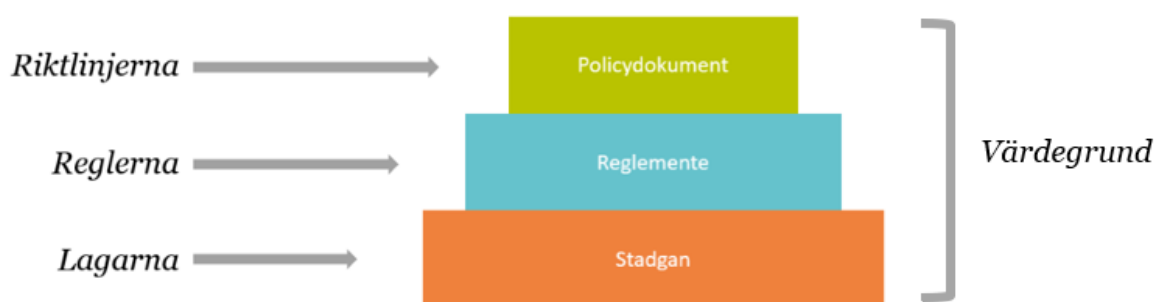 Riktlinjerna
Policydokument
Reglerna
Reglemente
Värdegrund
Lagarna
Stadgan